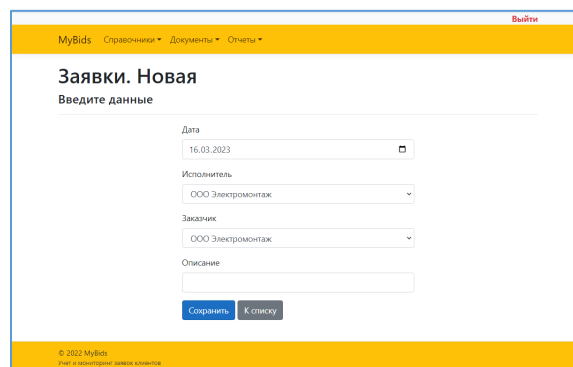 Выйти
MyBids Справочники Документы Отчеты
Заявки. Новая
Введите данные
Дата
16.03.2023
Исполнитель
ООО Электромонтаж
Заказчик
ООО Электромонтаж
Описание
Сохранить К списку
© 2022 MyBids
Учет и мониторинг заявок клиентов